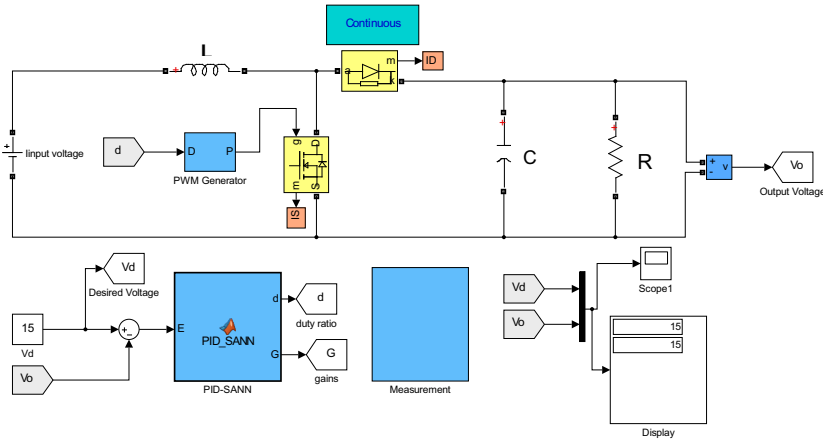 Continuous
L
a
m
k
ID
+
Iinput voltage
d
D
P
PWM Generator
g
D
m
S
IS
+
C
+
R
+
-
v
Vo
Output Voltage
Vd
Desired Voltage
15
Vd
Vo
+
-
E
PID_SANN
d
G
PID-SANN
d
duty ratio
G
gains
Measurement
Vd
Vo
Scope1
15
15
Display